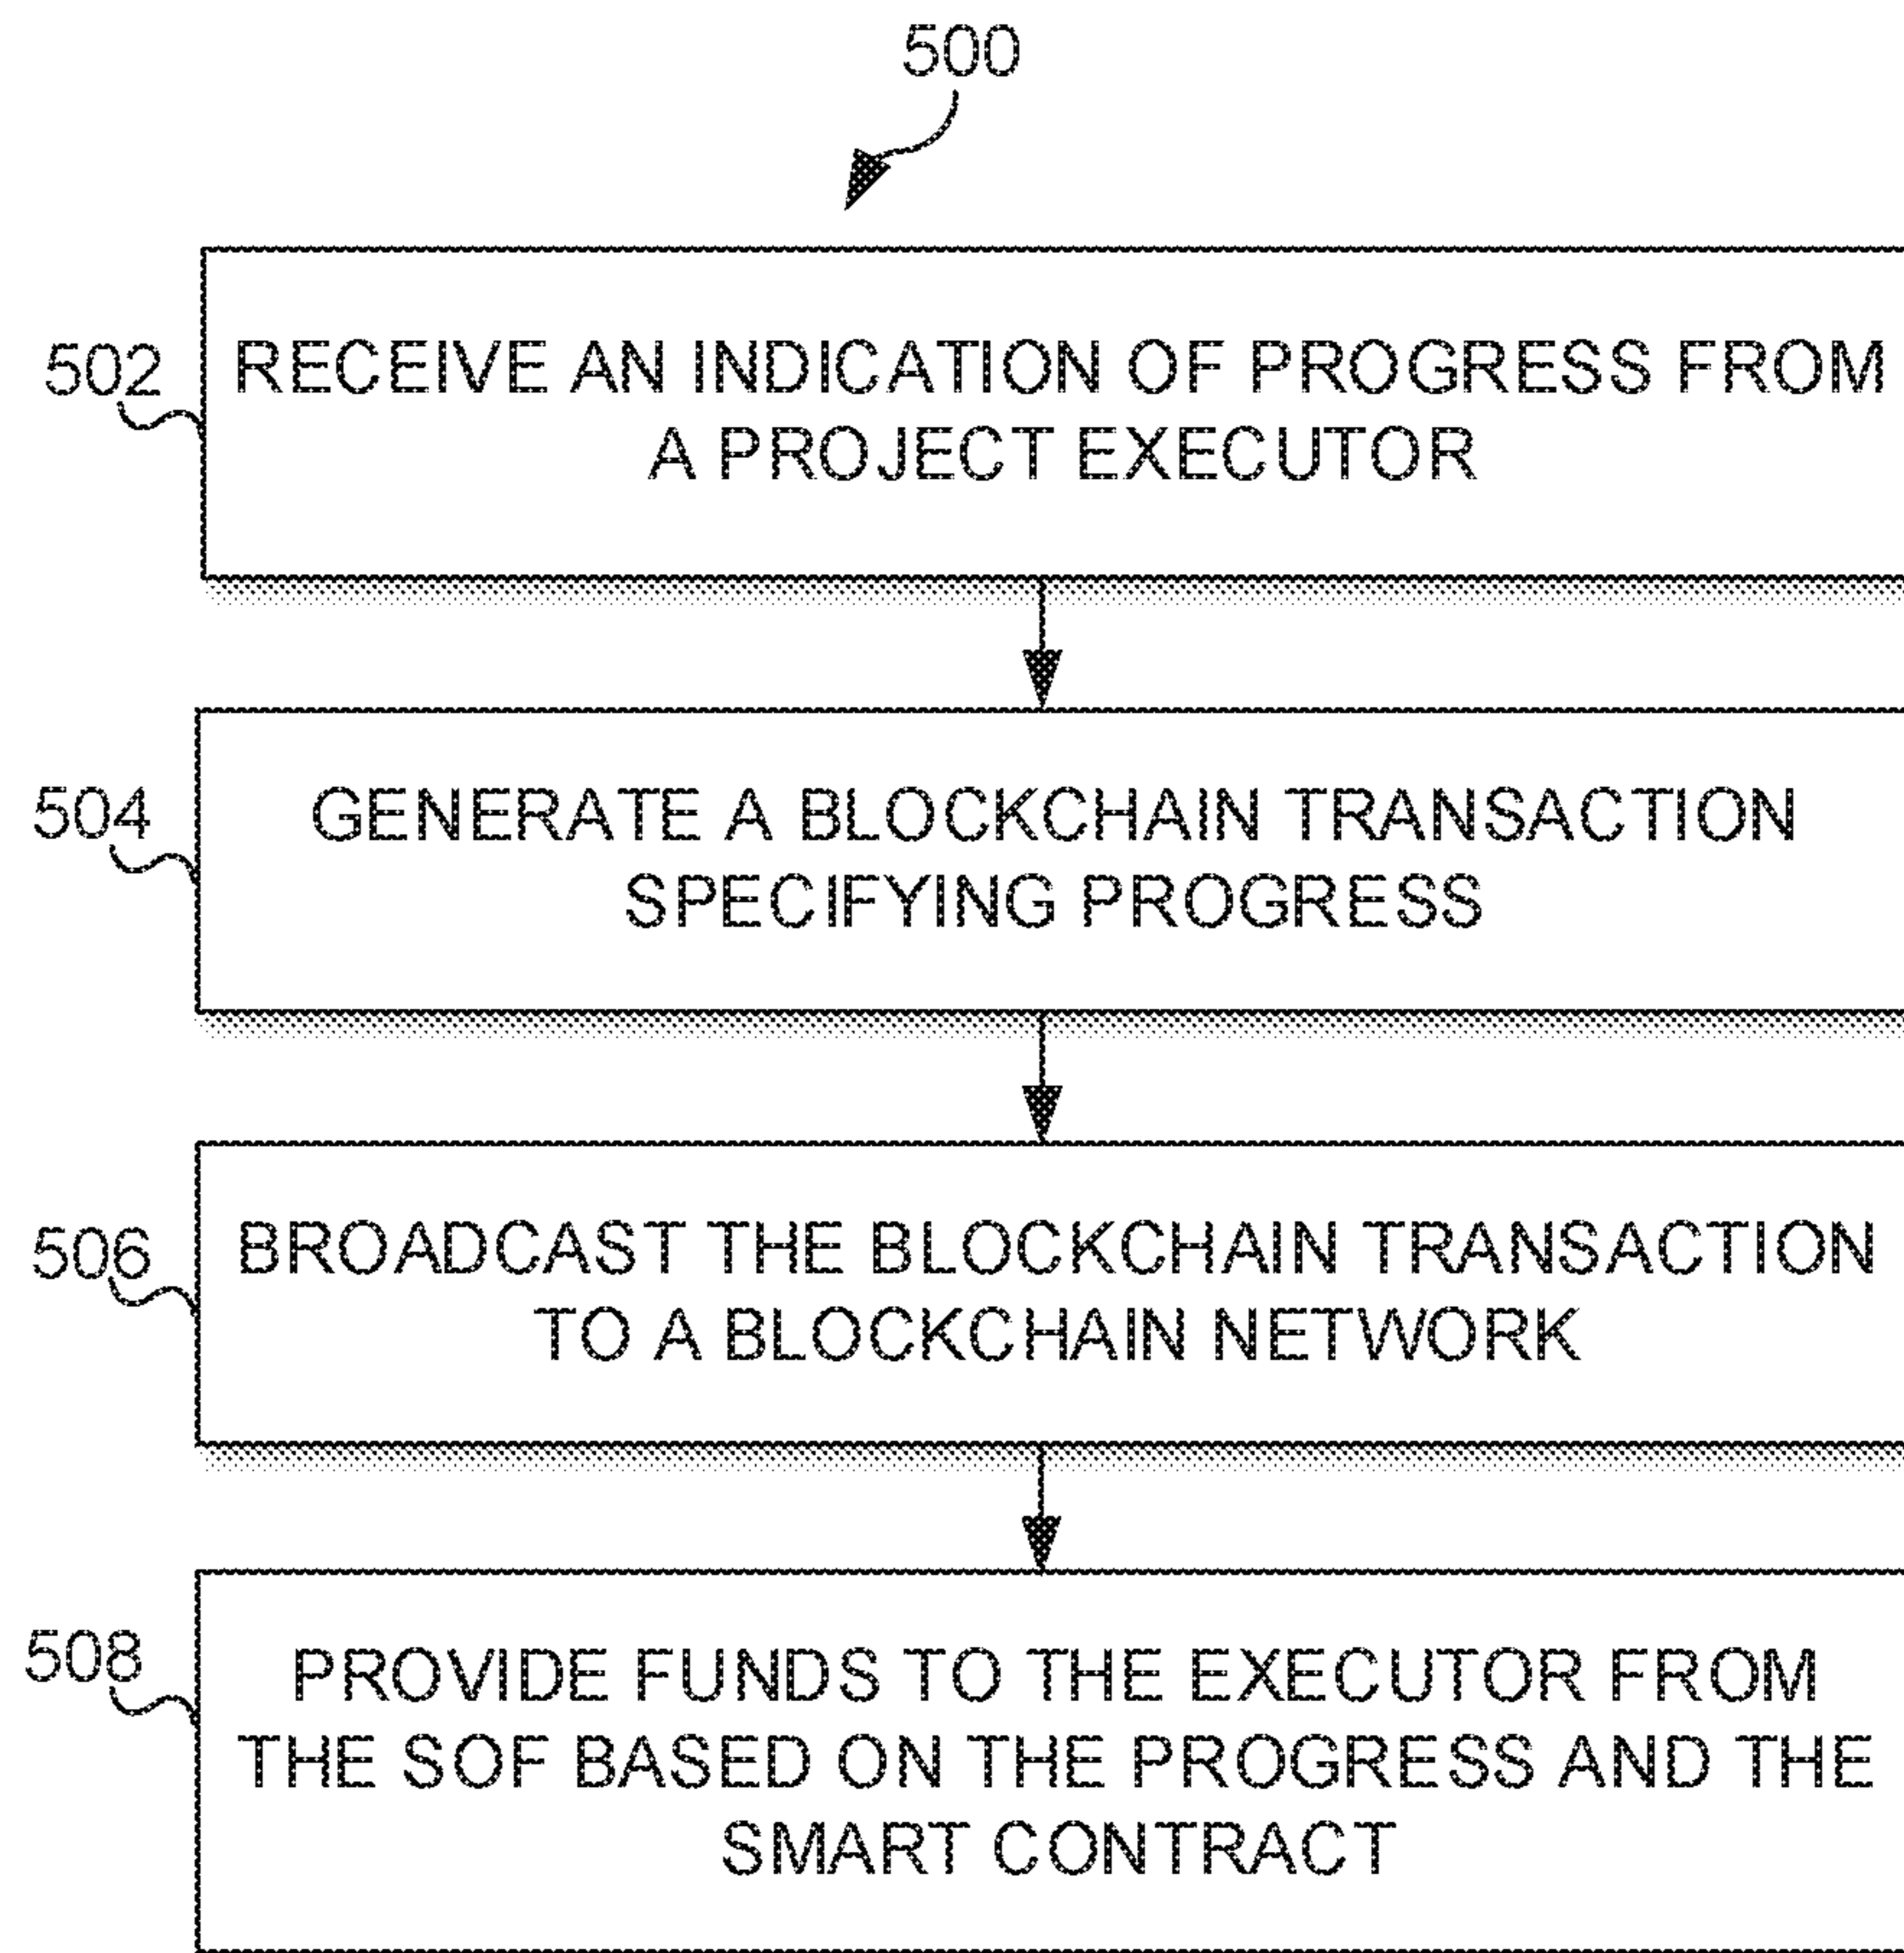 500
502
RECEIVE AN INDICATION OF PROGRESS FROM
A PROJECT EXECUTOR
504
GENERATE A BLOCKCHAIN TRANSACTION
SPECIFYING PROGRESS
506
BROADCAST THE BLOCKCHAIN TRANSACTION
TO A BLOCKCHAIN NETWORK
508
PROVIDE FUNDS TO THE EXECUTOR FROM
THE SOF BASED ON THE PROGRESS AND THE
SMART CONTRACT